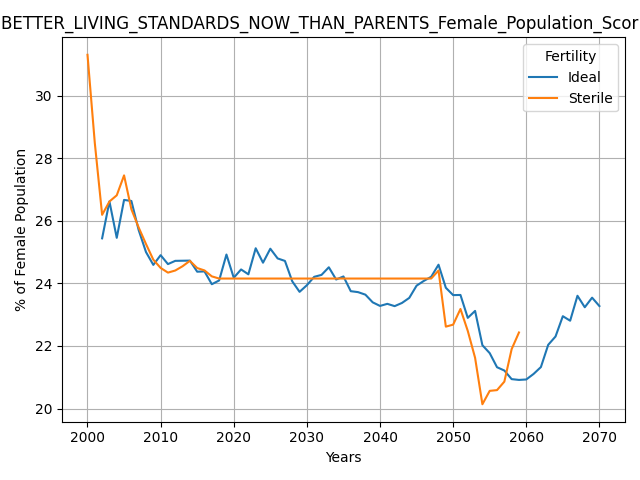 BETTER_LIVING_STANDARDS_NOW_THAN_PARENTS_Female_Population_Scor
Fertility
Ideal
Sterile
% of Female Population
30
28
26
24
22
20
2000 2010 2020 2030 2040 2050 2060 2070
Years